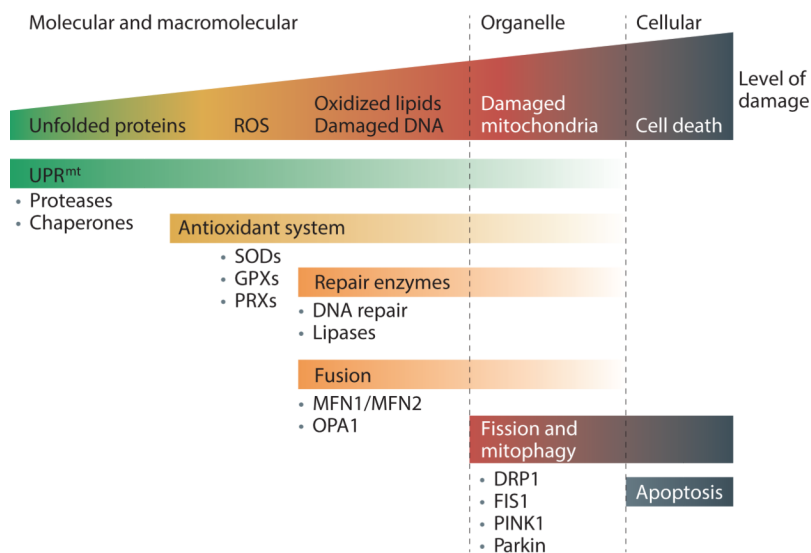 Molecular and macromolecular
Organelle
Cellular
Level of
damage
Unfolded proteins
ROS
Oxidized lipids
Damaged DNA
Damaged
mitochondria
Cell death
UPRᵐᵗ
• Proteases
• Chaperones
Antioxidant system
• SODs
• GPXs
• PRXs
Repair enzymes
• DNA repair
• Lipases
Fusion
• MFN1/MFN2
• OPA1
Fission and
mitophagy
• DRP1
• FIS1
• PINK1
• Parkin
Apoptosis